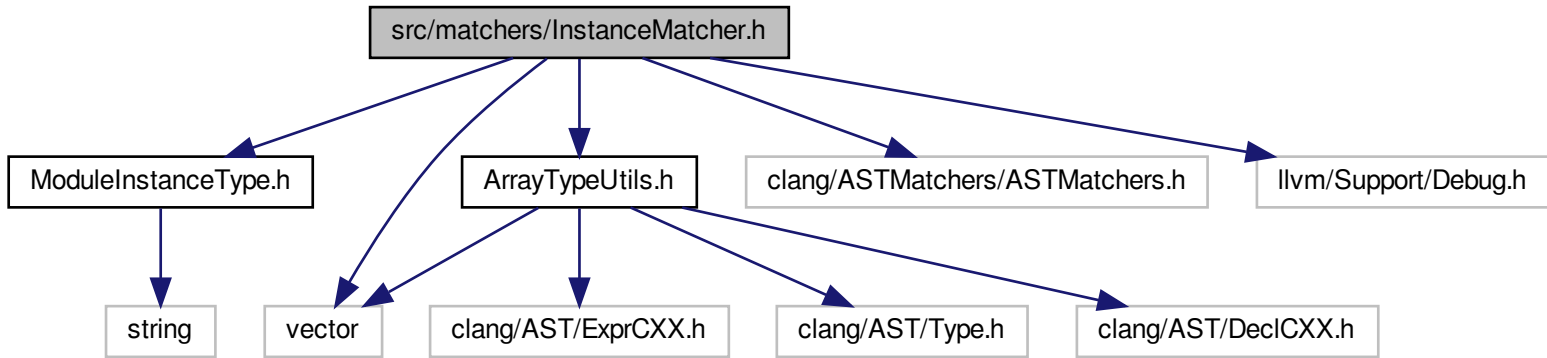 src/matchers/InstanceMatcher.h
ModuleInstanceType.h
ArrayTypeUtils.h
clang/ASTMatchers/ASTMatchers.h
llvm/Support/Debug.h
string
vector
clang/AST/ExprCXX.h
clang/AST/Type.h
clang/AST/DeclCXX.h